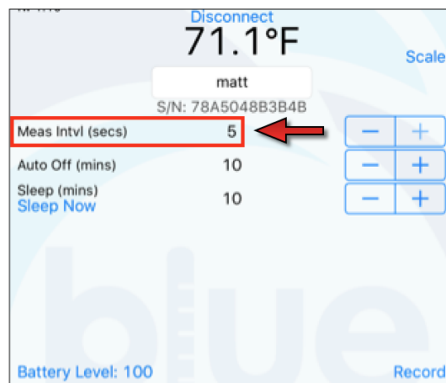 Disconnect
71.1°F
Scale
matt
S/N: 78A5048B3B4B
Meas Intvl (secs) 5 − +
Auto Off (mins) 10 − +
Sleep (mins) 10 − +
Sleep Now
blue
Battery Level: 100 Record